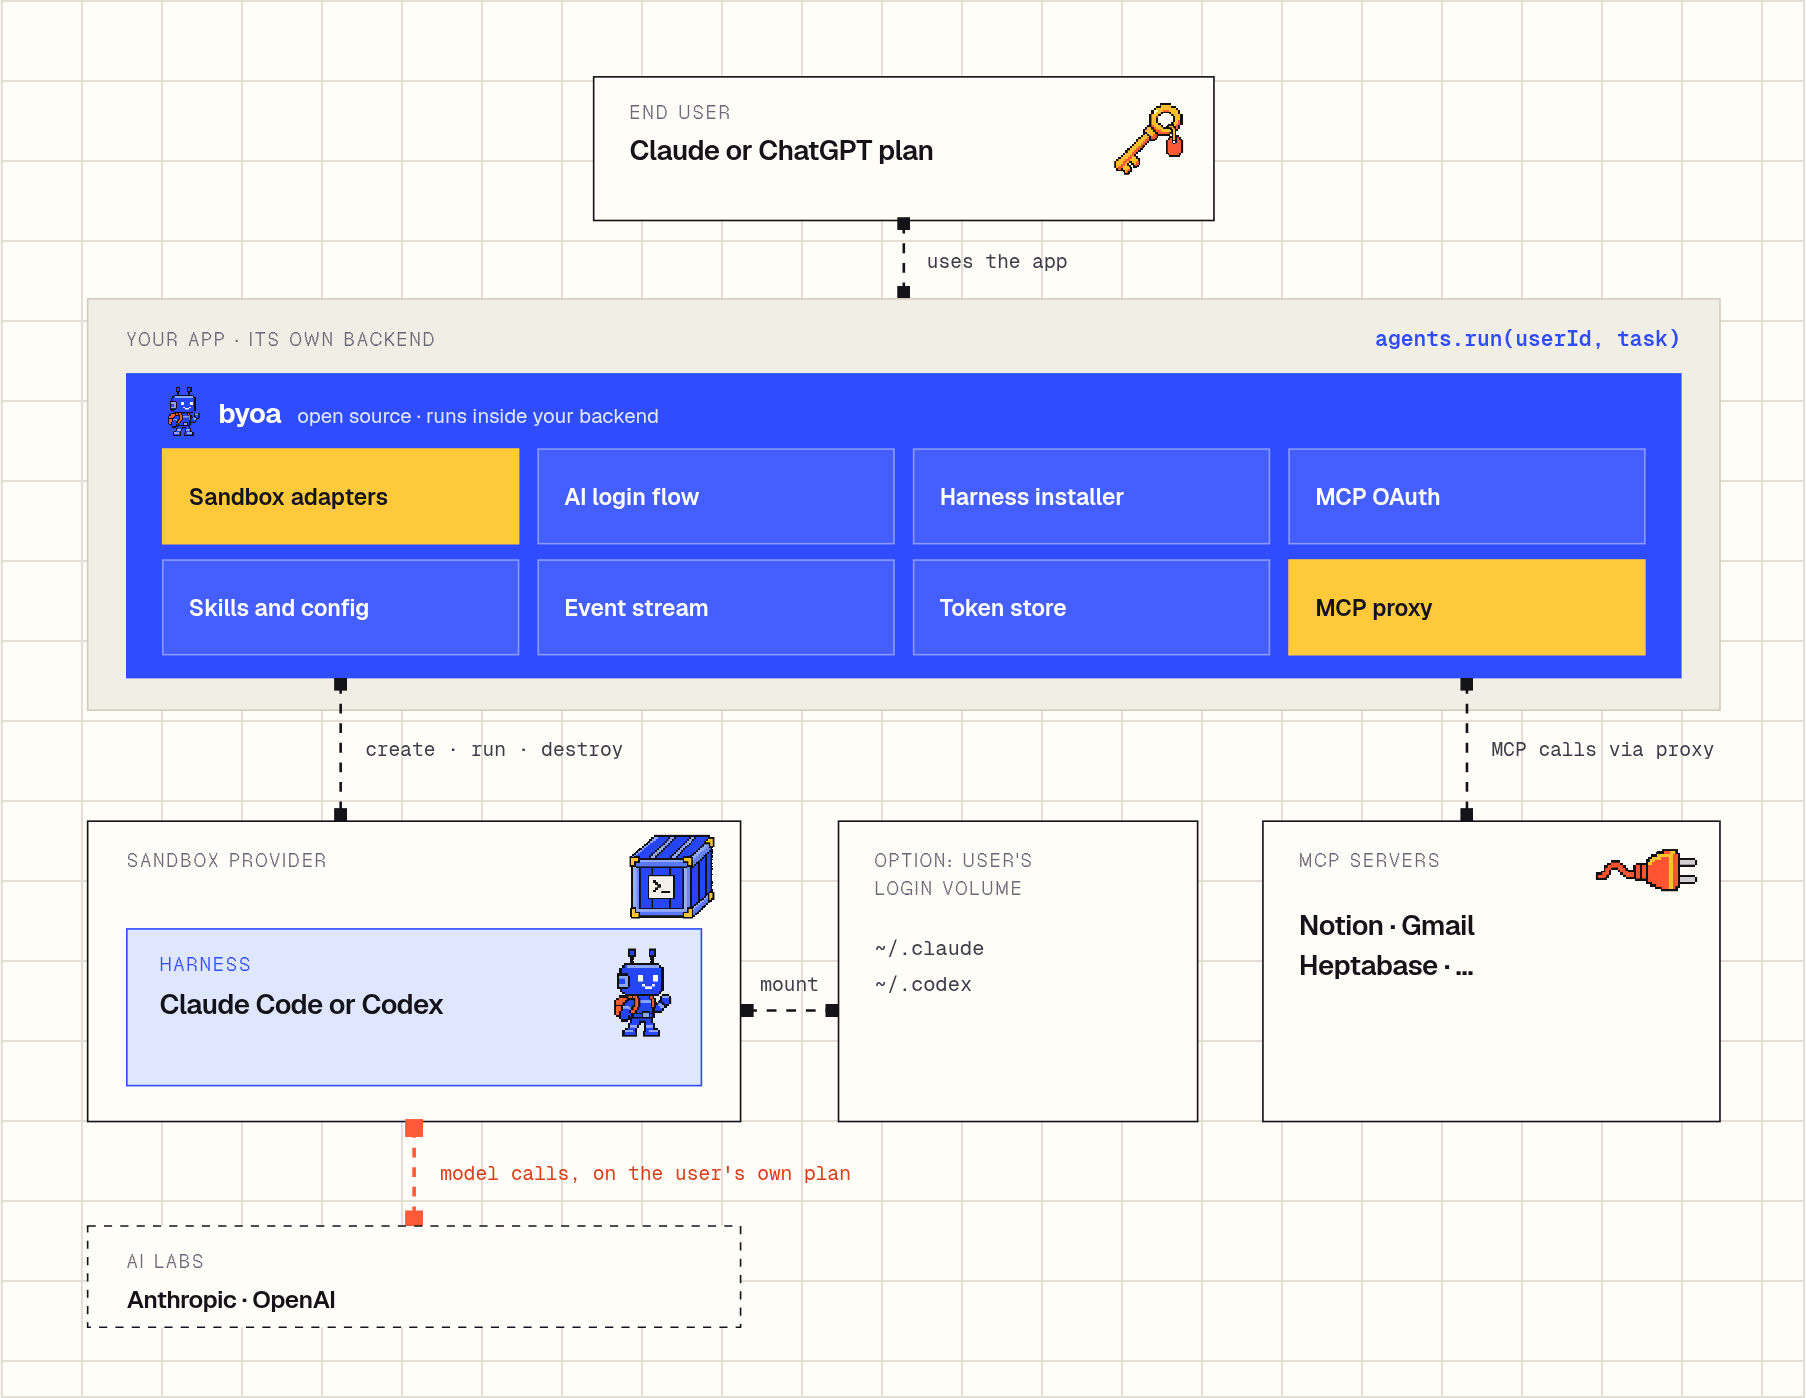 END USER
Claude or ChatGPT plan
uses the app
YOUR APP · ITS OWN BACKEND
agents.run(userId, task)
byoa open source · runs inside your backend
Sandbox adapters
AI login flow
Harness installer
MCP OAuth
Skills and config
Event stream
Token store
MCP proxy
create · run · destroy
MCP calls via proxy
SANDBOX PROVIDER
>_
HARNESS
Claude Code or Codex
mount
OPTION: USER'S
LOGIN VOLUME
~/.claude
~/.codex
MCP SERVERS
Notion · Gmail
Heptabase · ...
model calls, on the user's own plan
AI LABS
Anthropic · OpenAI